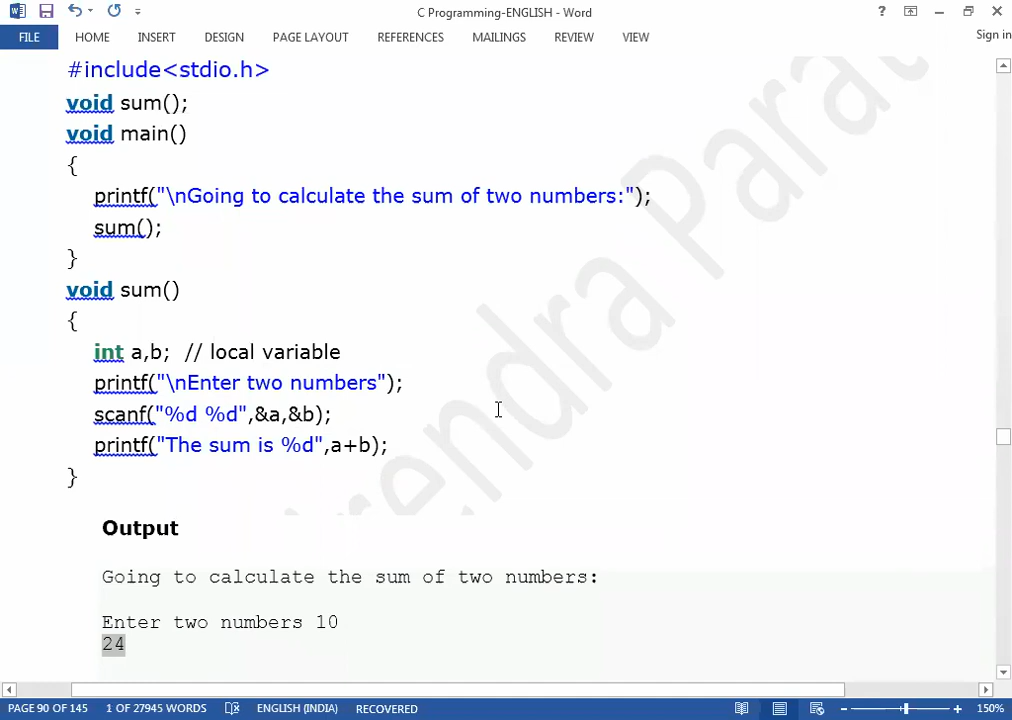 C Programming-ENGLISH - Word
FILE HOME INSERT DESIGN PAGE LAYOUT REFERENCES MAILINGS REVIEW VIEW Sign in
#include<stdio.h>
void sum();
void main()
{
printf("\nGoing to calculate the sum of two numbers:");
sum();
}
void sum()
{
int a,b;  // local variable
printf("\nEnter two numbers");
scanf("%d %d",&a,&b);
printf("The sum is %d",a+b);
}
Output
Going to calculate the sum of two numbers:
Enter two numbers 10
24
PAGE 90 OF 145 1 OF 27945 WORDS ENGLISH (INDIA) RECOVERED 150%